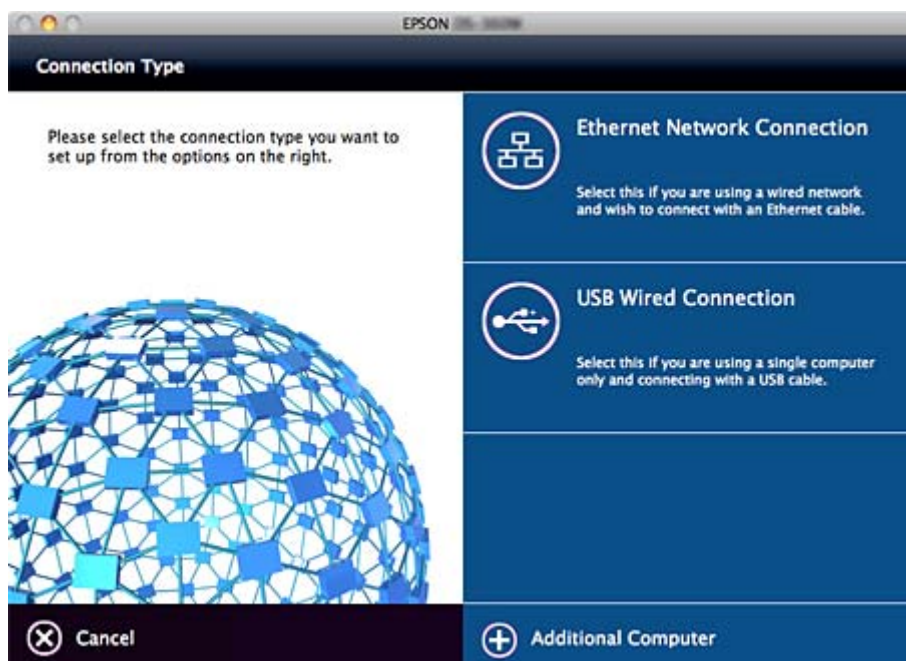 EPSON
Connection Type
Please select the connection type you want to
set up from the options on the right.
Ethernet Network Connection
Select this if you are using a wired network
and wish to connect with an Ethernet cable.
USB Wired Connection
Select this if you are using a single computer
only and connecting with a USB cable.
Cancel
Additional Computer